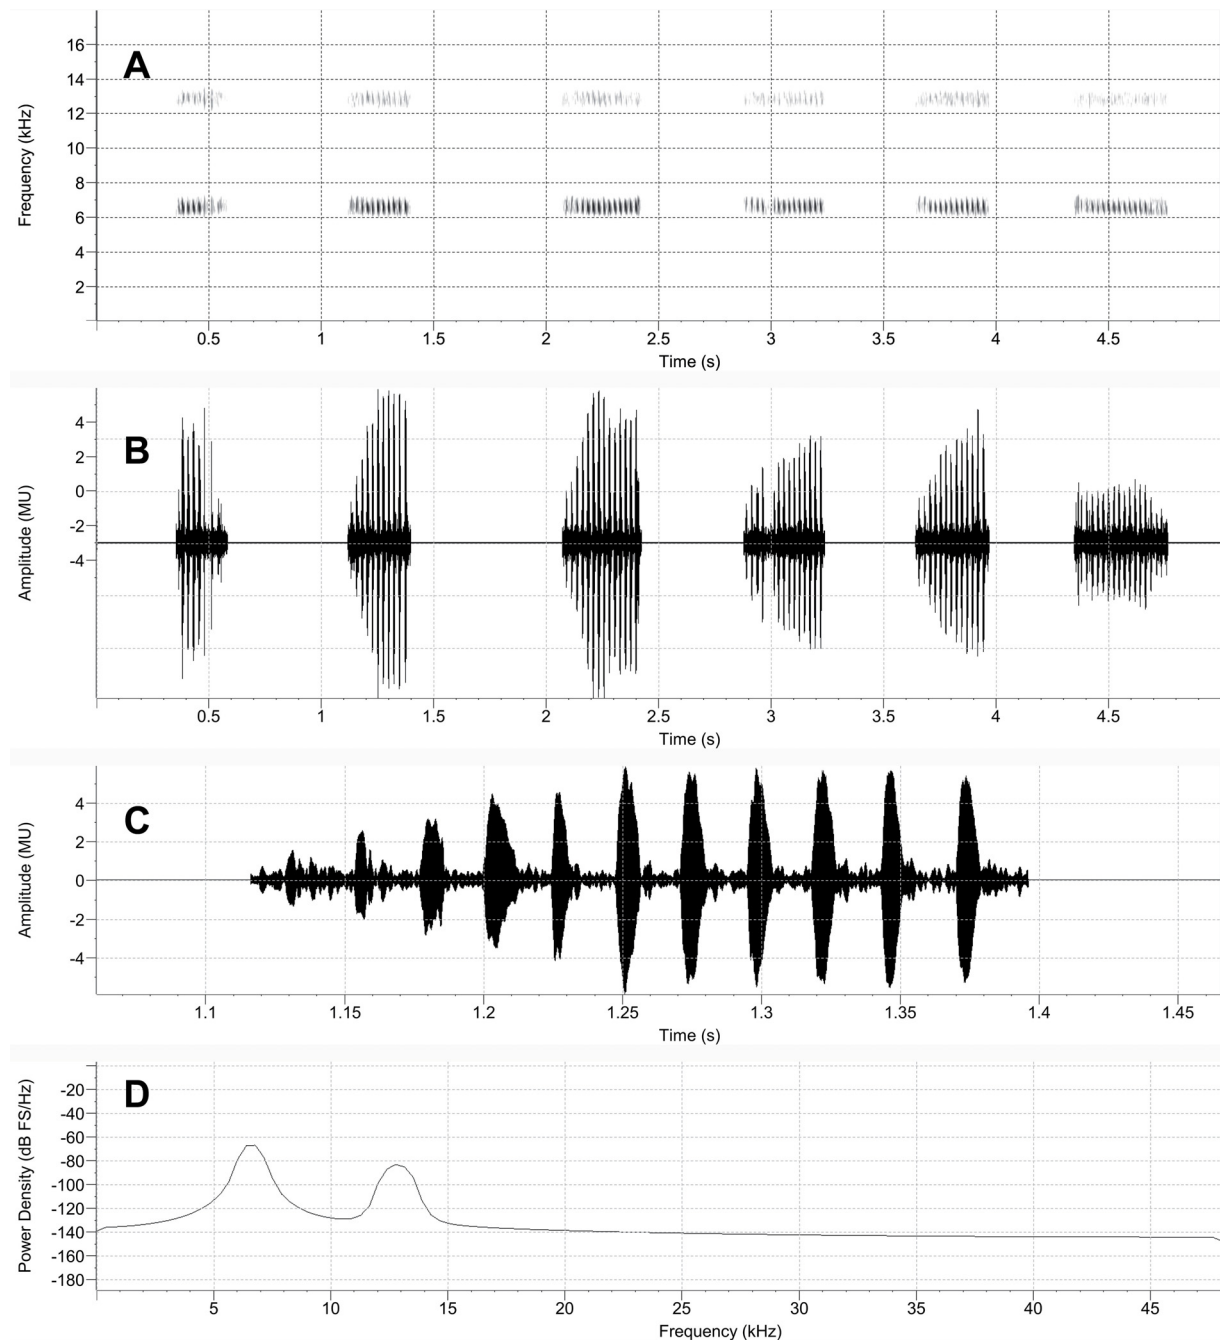 A
Frequency (kHz)
16
14
12
10
8
6
4
2
0.5 1 1.5 2 2.5 3 3.5 4 4.5
Time (s)
B
Amplitude (MU)
4
2
0
-2
-4
0.5 1 1.5 2 2.5 3 3.5 4 4.5
Time (s)
C
Amplitude (MU)
4
2
0
-2
-4
1.1 1.15 1.2 1.25 1.3 1.35 1.4 1.45
Time (s)
D
Power Density (dB FS/Hz)
-20
-40
-60
-80
-100
-120
-140
-160
-180
5 10 15 20 25 30 35 40 45
Frequency (kHz)